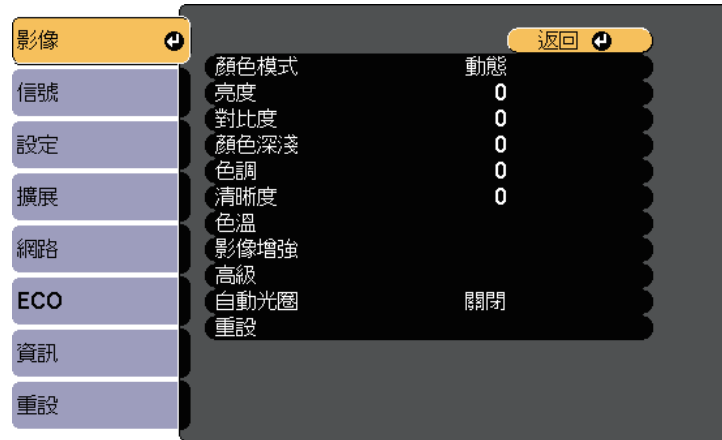 影像
信號
設定
擴展
網路
ECO
資訊
重設
返回
顏色模式 動態
亮度 0
對比度 0
顏色深淺 0
色調 0
清晰度 0
色溫
影像增強
高級
自動光圈 關閉
重設